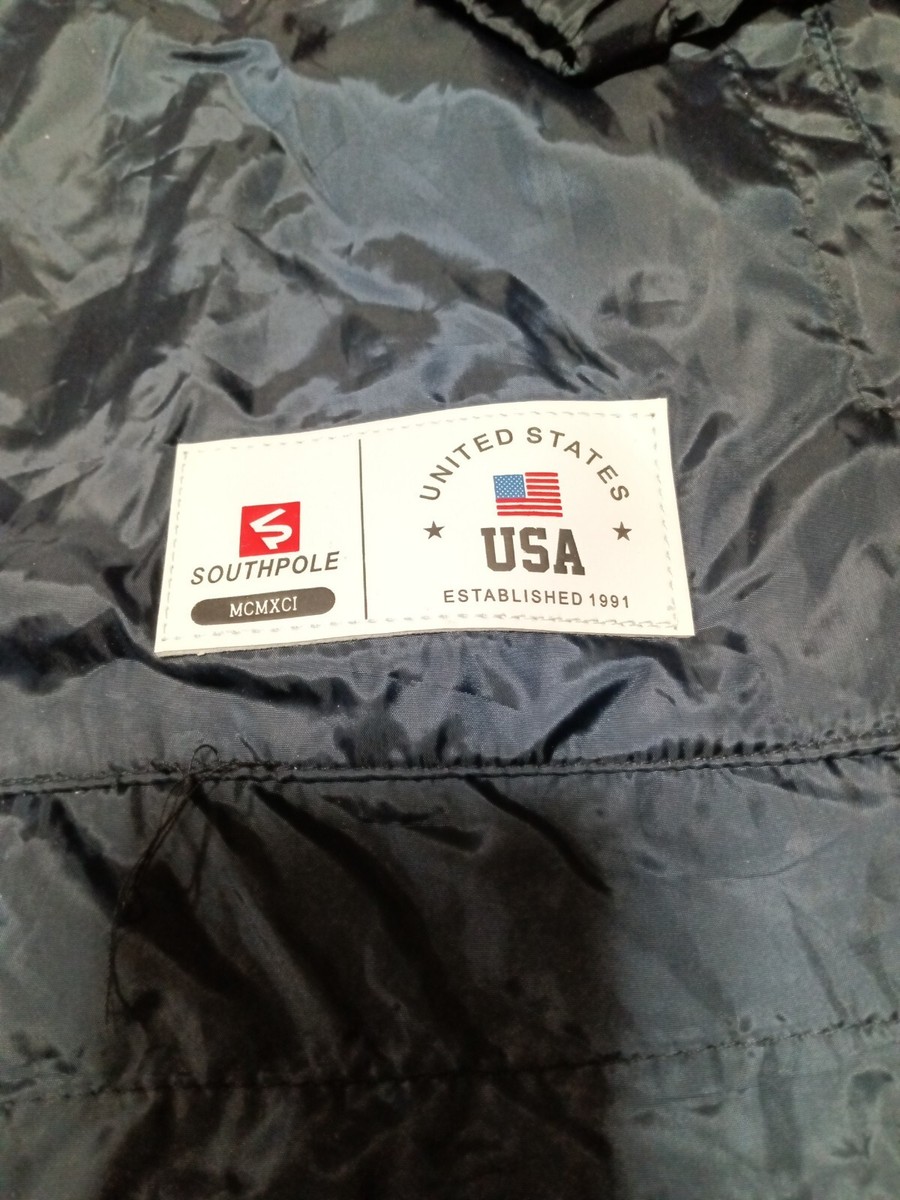 SOUTHPOLE
MCMXCI
UNITED STATES
USA
ESTABLISHED 1991